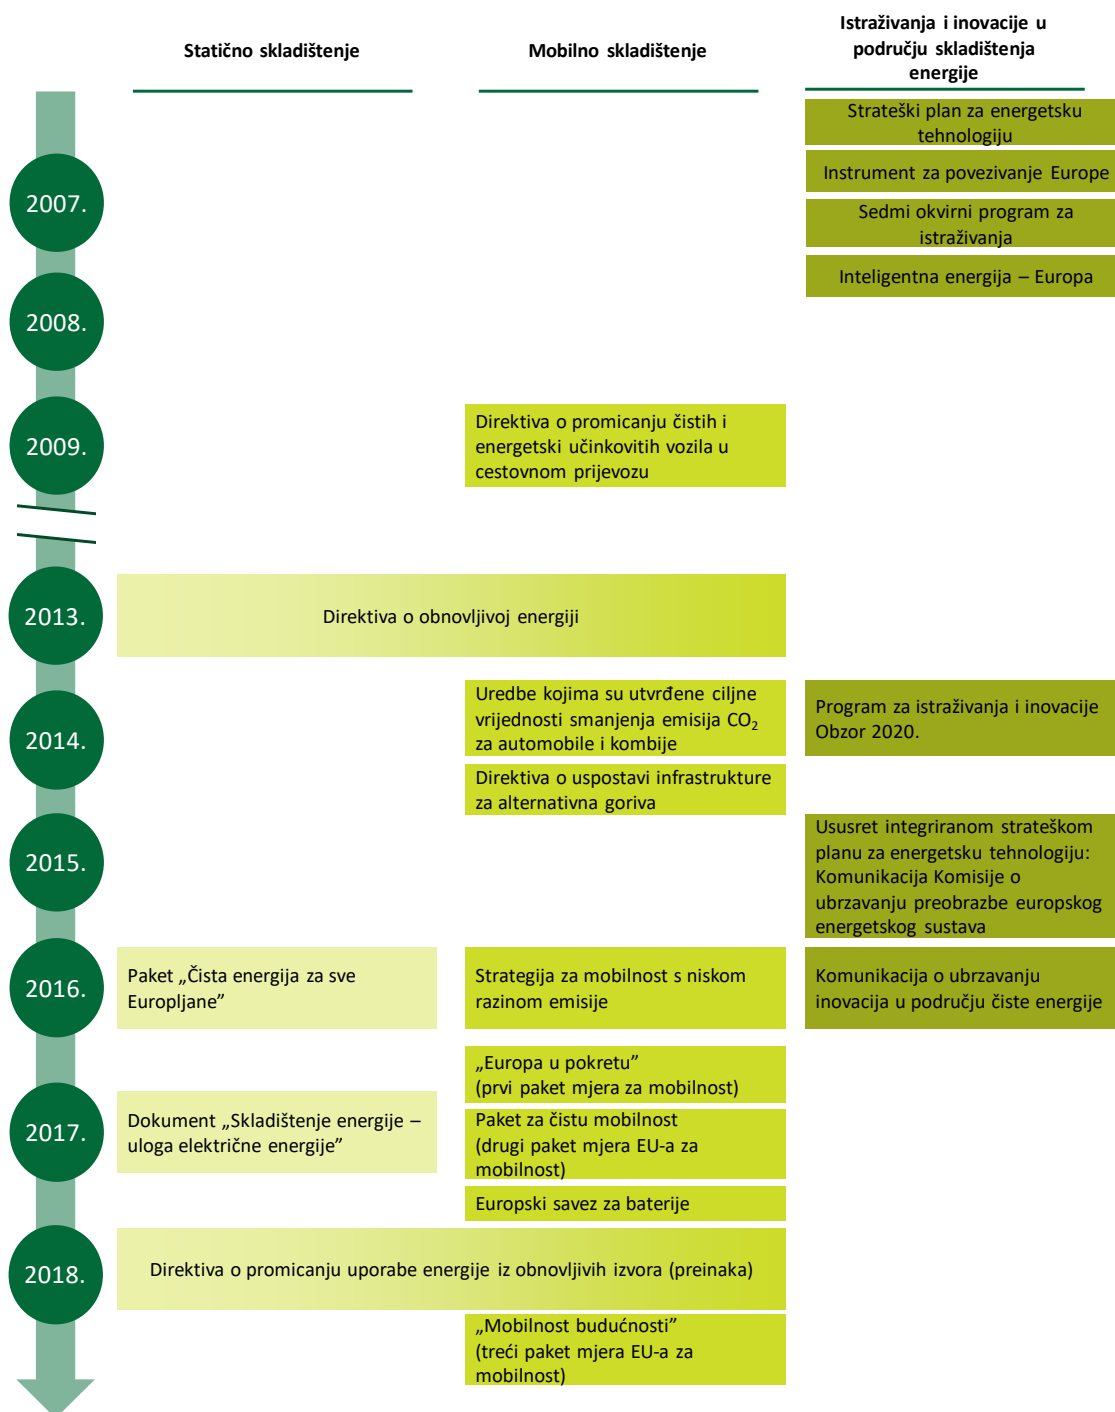 Statično skladištenje
Mobilno skladištenje
Istraživanja i inovacije u
području skladištenja
energije
Strateški plan za energetsku
tehnologiju
2007.
Instrument za povezivanje Europe
Sedmi okvirni program za
istraživanja
Inteligentna energija – Europa
2008.
2009.
Direktiva o promicanju čistih i
energetski učinkovitih vozila u
cestovnom prijevozu
2013.
Direktiva o obnovljivoj energiji
2014.
Uredbe kojima su utvrđene ciljne
vrijednosti smanjenja emisija CO₂
za automobile i kombije
Direktiva o uspostavi infrastrukture
za alternativna goriva
Program za istraživanja i inovacije
Obzor 2020.
2015.
Ususret integriranom strateškom
planu za energetsku tehnologiju:
Komunikacija Komisije o
ubrzavanju preobrazbe europskog
energetskog sustava
2016.
Paket „Čista energija za sve
Europljane”
Strategija za mobilnost s niskom
razinom emisije
Komunikacija o ubrzavanju
inovacija u području čiste energije
2017.
Dokument „Skladištenje energije –
uloga električne energije”
„Europa u pokretu”
(prvi paket mjera za mobilnost)
Paket za čistu mobilnost
(drugi paket mjera EU-a za
mobilnost)
Europski savez za baterije
2018.
Direktiva o promicanju uporabe energije iz obnovljivih izvora (preinaka)
„Mobilnost budućnosti”
(treći paket mjera EU-a za
mobilnost)